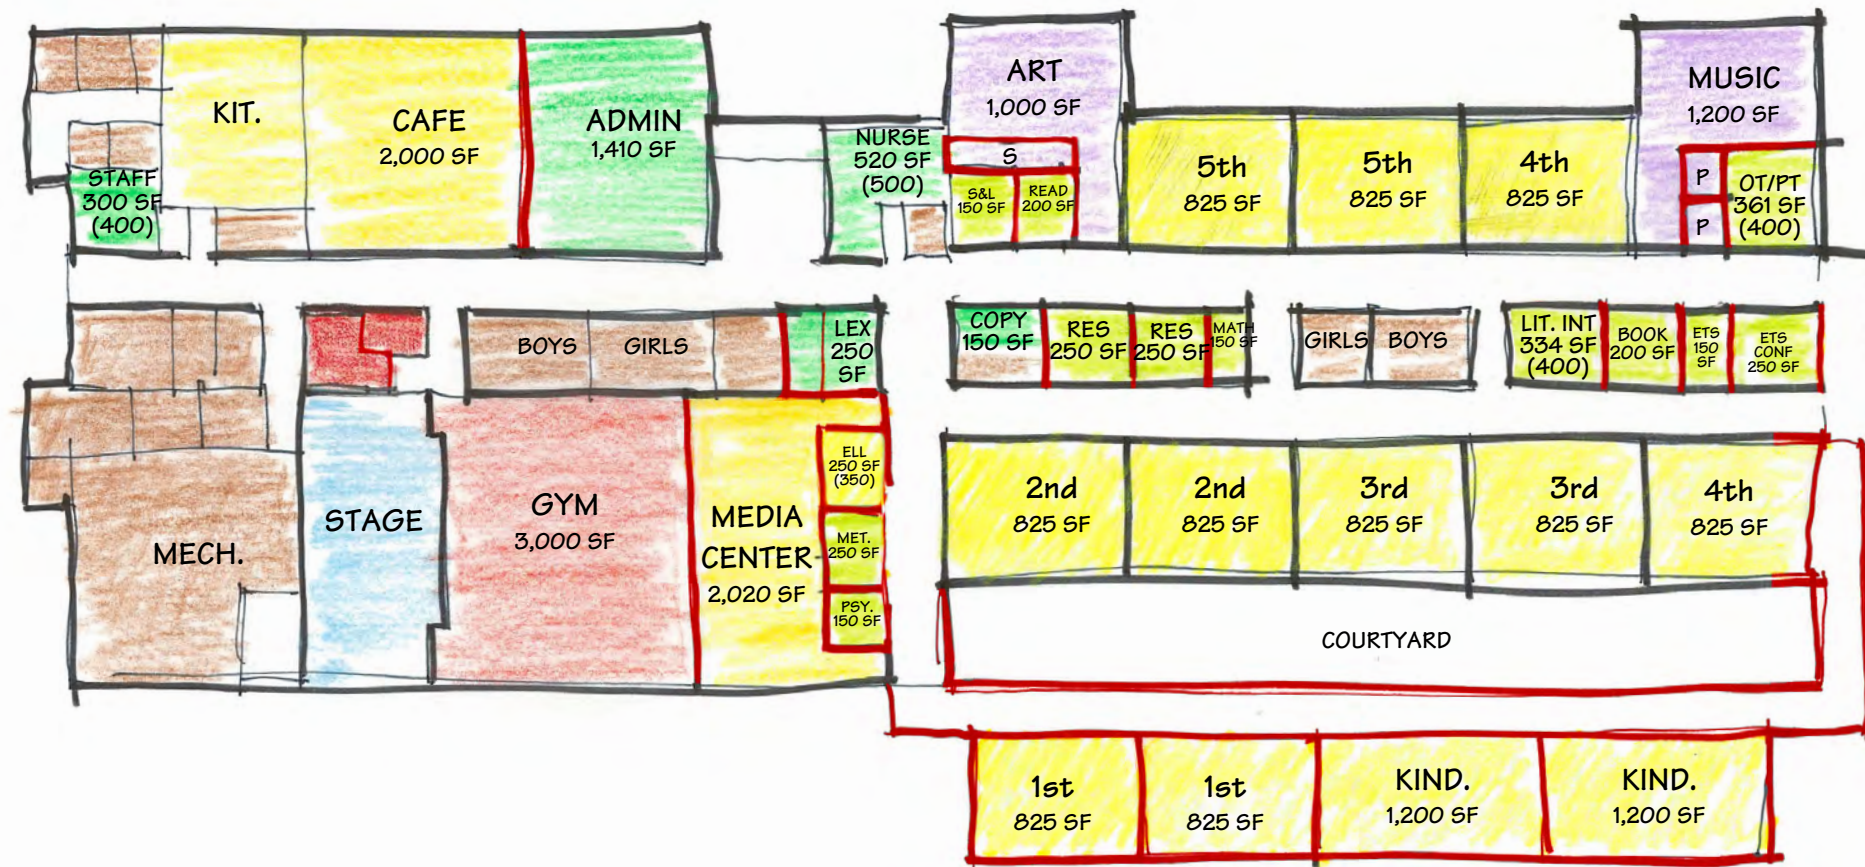 KIT.
CAFE
2,000 SF
ADMIN
1,410 SF
STAFF
300 SF
(400)
NURSE
520 SF
(500)
ART
1,000 SF
S
S&L
150 SF
READ
200 SF
5th
825 SF
5th
825 SF
4th
825 SF
MUSIC
1,200 SF
P
P
OT/PT
361 SF
(400)
BOYS
GIRLS
LEX
250
SF
COPY
150 SF
RES
250 SF
RES
250 SF
MATH
150 SF
GIRLS
BOYS
LIT. INT
334 SF
(400)
BOOK
200 SF
ETS
150
SF
ETS
CONF
250 SF
MECH.
STAGE
GYM
3,000 SF
MEDIA
CENTER
2,020 SF
ELL
250 SF
(350)
MET.
250 SF
PSY.
150 SF
2nd
825 SF
2nd
825 SF
3rd
825 SF
3rd
825 SF
4th
825 SF
COURTYARD
1st
825 SF
1st
825 SF
KIND.
1,200 SF
KIND.
1,200 SF